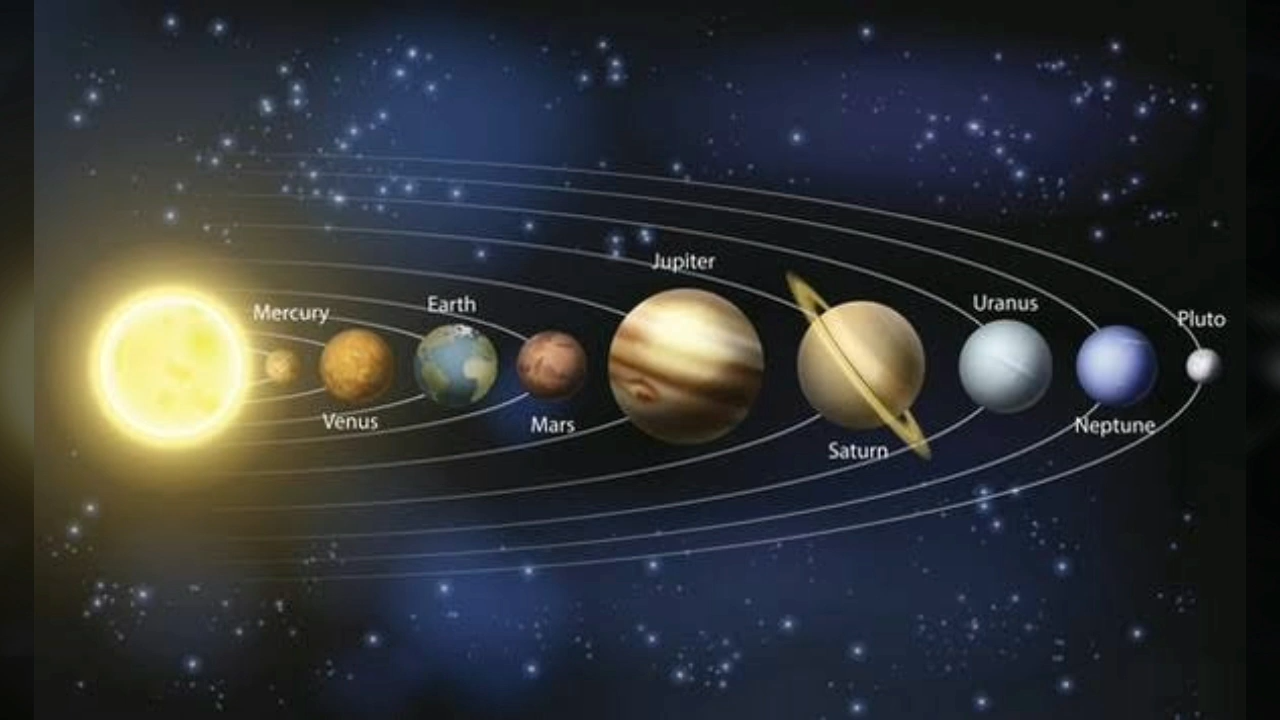 Mercury
Venus
Earth
Mars
Jupiter
Saturn
Uranus
Neptune
Pluto